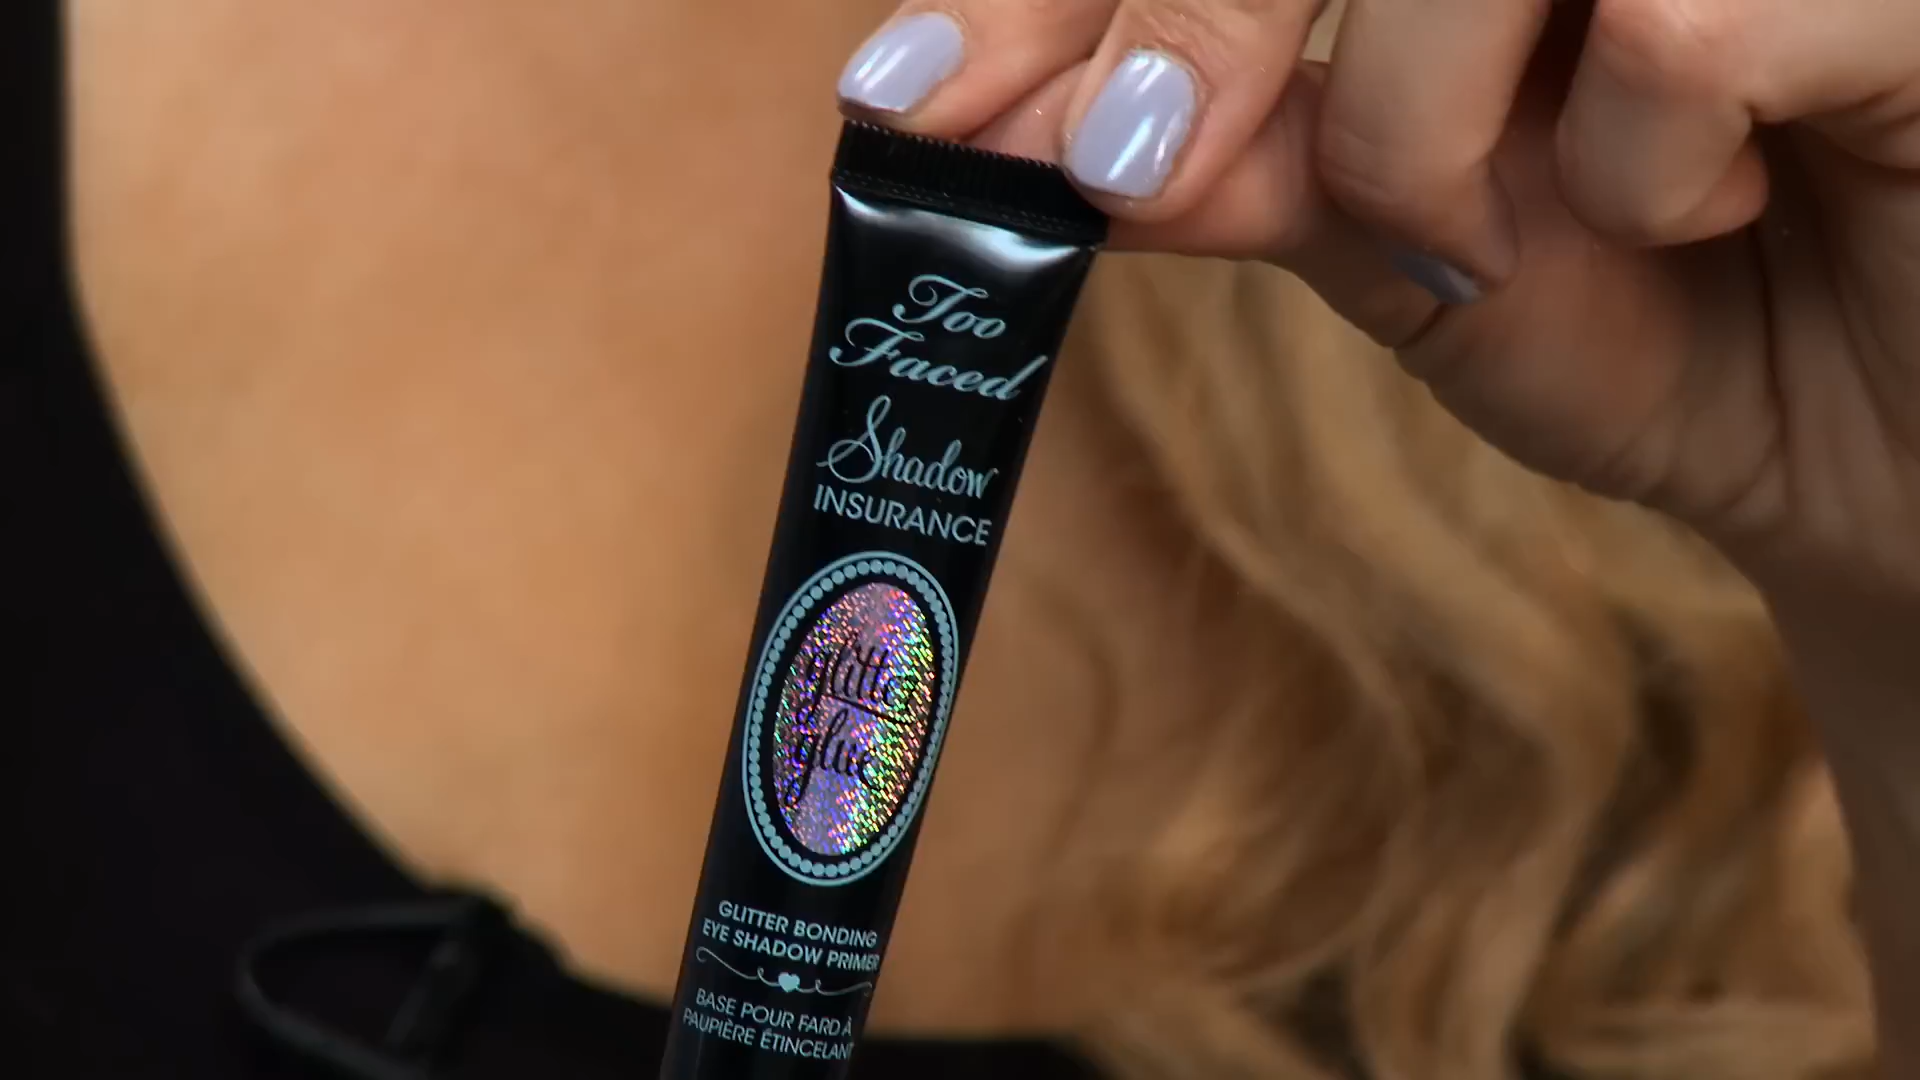 Too
Faced
Shadow
INSURANCE
glitter
glue
GLITTER BONDING
EYE SHADOW PRIMER
BASE POUR FARD À
PAUPIÈRE ÉTINCELANT